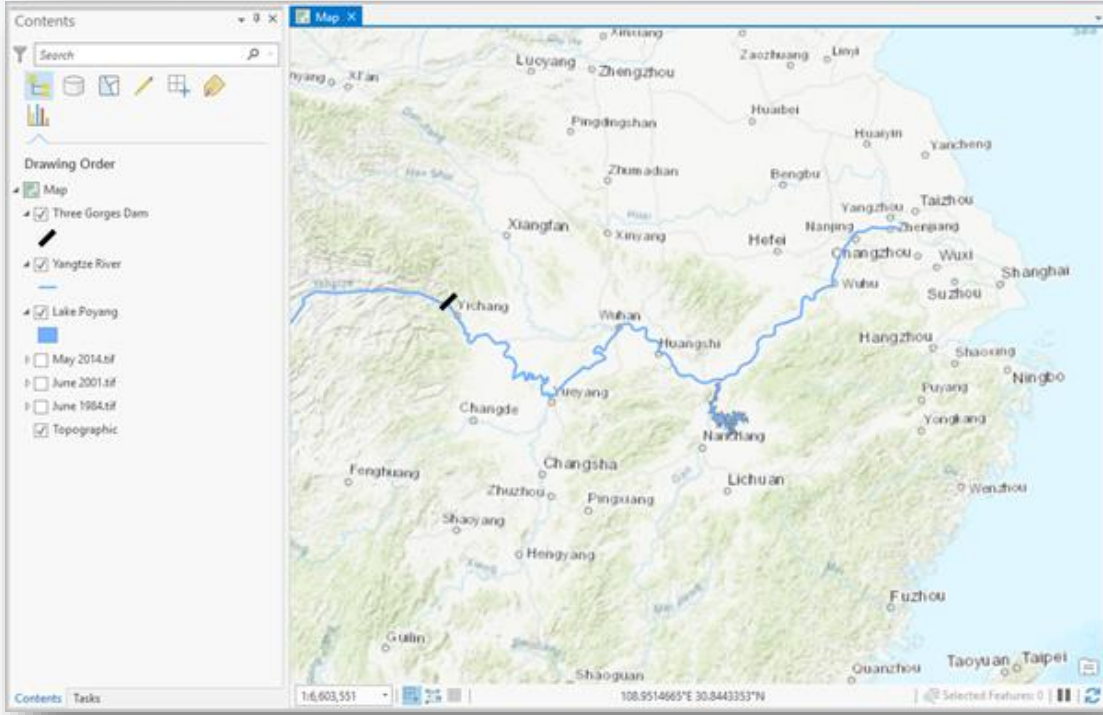 Contents
Map
Search
Drawing Order
Map
Three Gorges Dam
Yangtze River
Lake Poyang
May 2014.tif
June 2001.tif
June 1984.tif
Topographic
Contents Tasks
Xinxiang
Luoyang
Zhengzhou
Zaozhuang
Linyi
Xi'an
Pingdingshan
Huaibei
Huaiyin
Yancheng
Zhumadian
Bengbu
Yangzhou
Taizhou
Xiangfan
Xinyang
Hefei
Nanjing
Zhenjiang
Changzhou
Wuxi
Shanghai
Yangtze
Yichang
Wuhan
Wuhu
Suzhou
Huangshi
Hangzhou
Shaoxing
Ningbo
Yueyang
Puyang
Changde
Nanchang
Yongkang
Fenghuang
Changsha
Lichuan
Wenzhou
Zhuzhou
Pingxiang
Shaoyang
Hengyang
Fuzhou
Guilin
Shaoguan
Quanzhou
Taoyuan
Taipei
1:6,603,551
108.9514665°E 30.8443353°N
Selected Features: 0